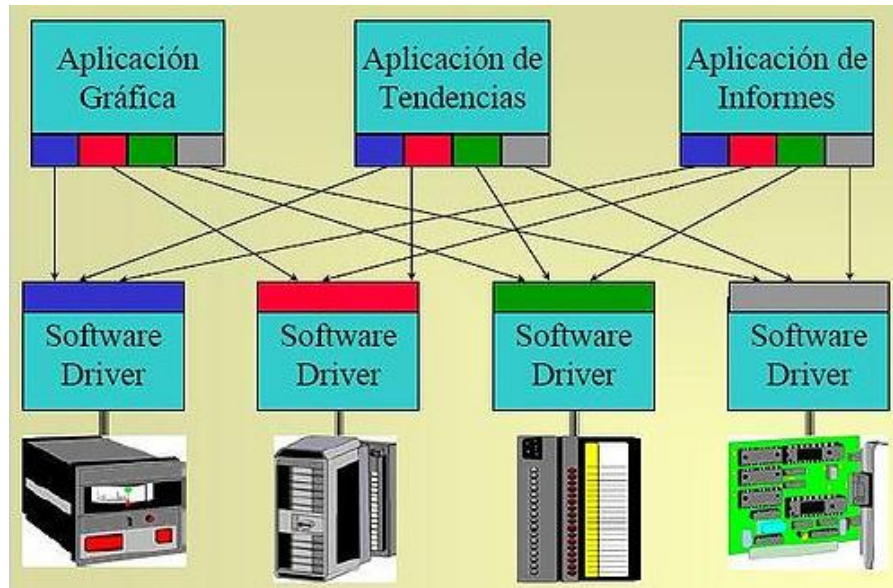 Aplicación
Gráfica
Aplicación de
Tendencias
Aplicación de
Informes
Software
Driver
Software
Driver
Software
Driver
Software
Driver